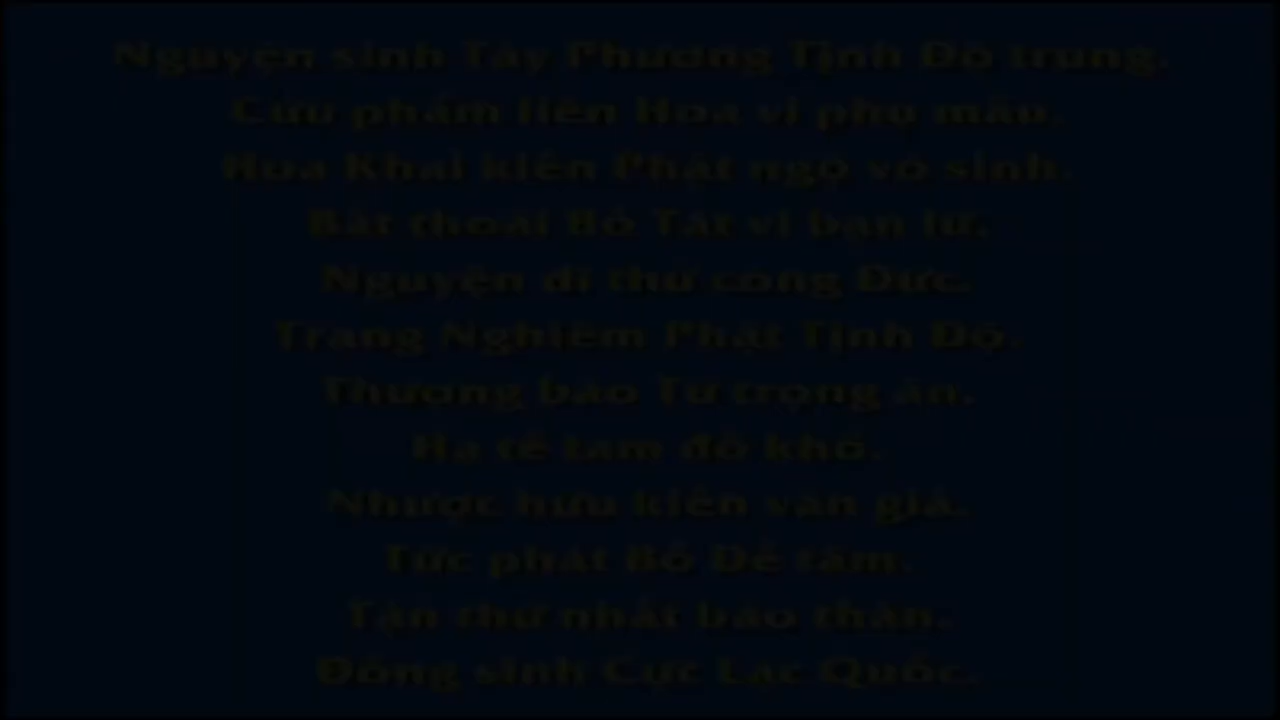 Nguyện sinh Tây Phương Tịnh Độ trung.
Cửu phẩm liên Hoa vi phụ mẫu.
Hoa Khai kiến Phật ngộ vô sinh.
Bất thoái Bồ Tát vi bạn lữ.
Nguyện dĩ thử công Đức.
Trang Nghiêm Phật Tịnh Độ.
Thượng báo Tứ trọng ân.
Hạ tế tam đồ khổ.
Nhược hữu kiến văn giả.
Tức phát Bồ Đề tâm.
Tận thử nhất báo thân.
Đồng sinh Cực Lạc Quốc.